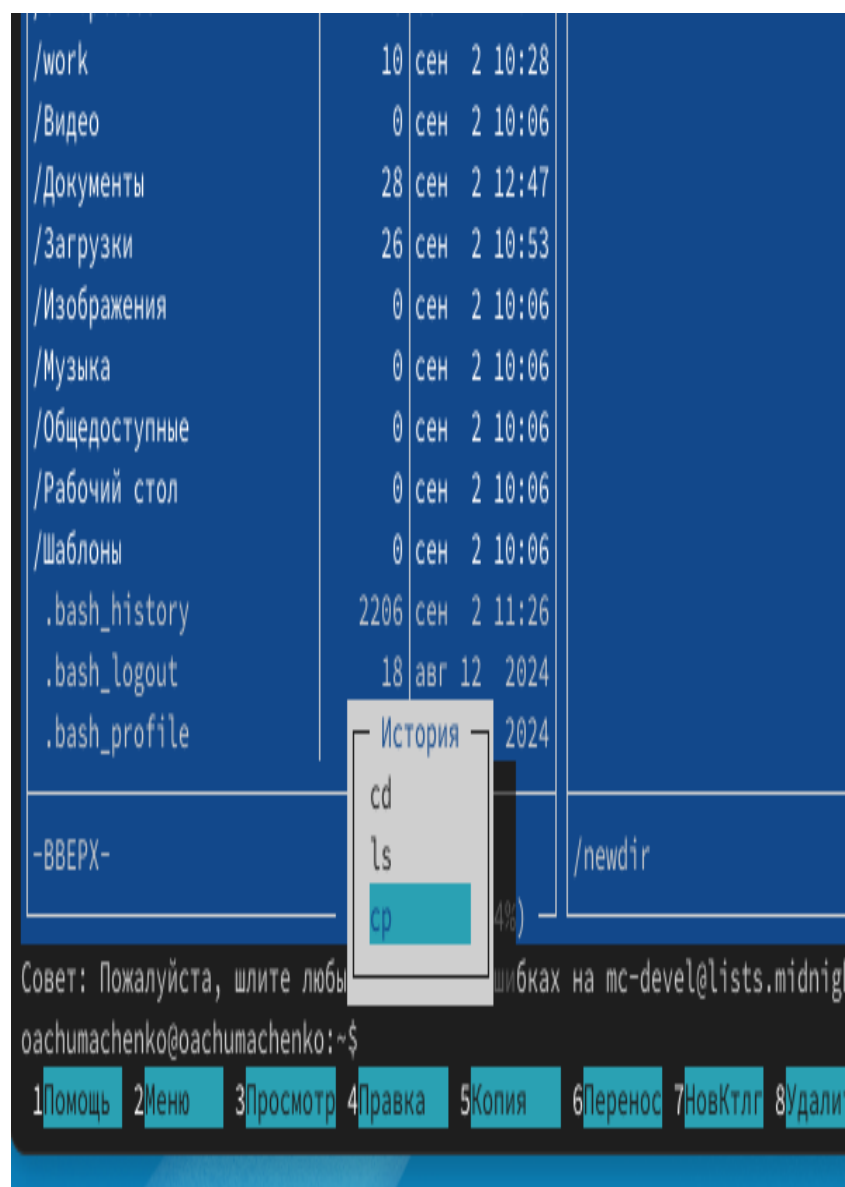 /work 10 сен 2 10:28
/Видео 0 сен 2 10:06
/Документы 28 сен 2 12:47
/Загрузки 26 сен 2 10:53
/Изображения 0 сен 2 10:06
/Музыка 0 сен 2 10:06
/Общедоступные 0 сен 2 10:06
/Рабочий стол 0 сен 2 10:06
/Шаблоны 0 сен 2 10:06
.bash_history 2206 сен 2 11:26
.bash_logout 18 авг 12 2024
.bash_profile 2024
История
cd
ls
cp
-ВВЕРХ- /newdir
4%)
Совет: Пожалуйста, шлите любы шибках на mc-devel@lists.midnigh
oachumachenko@oachumachenko:~$
1Помощь 2Меню 3Просмотр 4Правка 5Копия 6Перенос 7НовКтлг 8Удалит